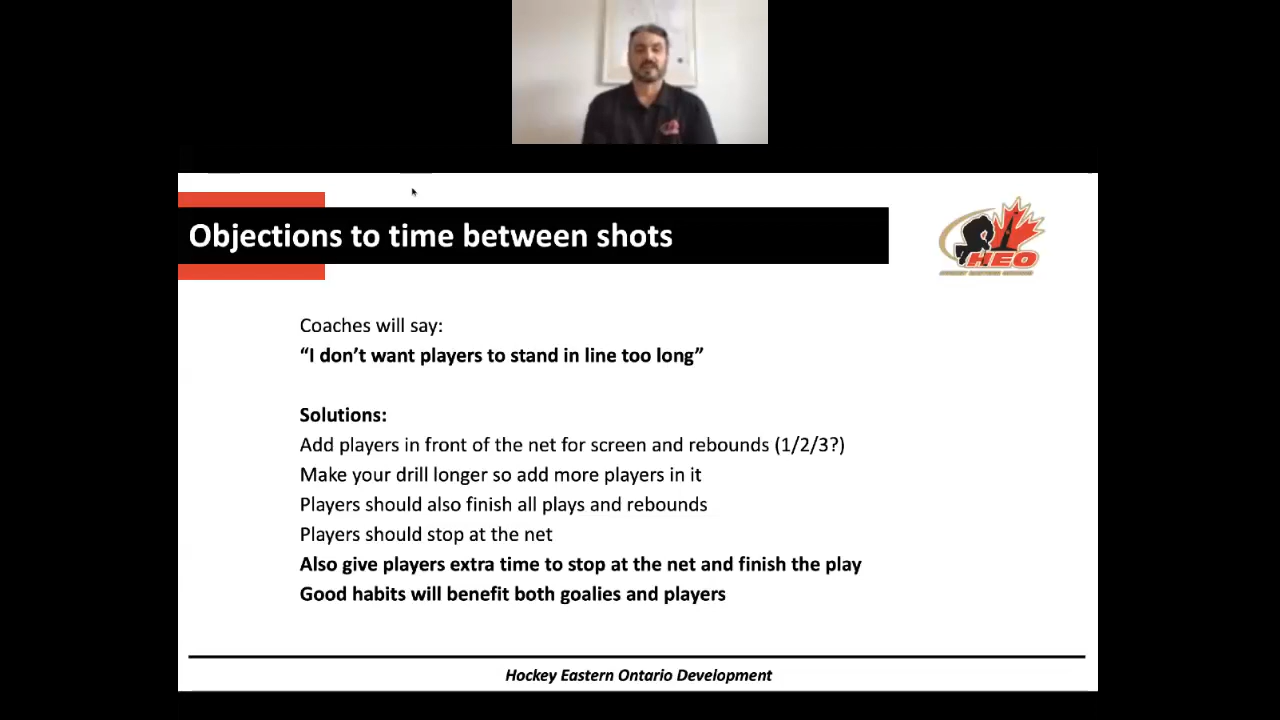 Objections to time between shots
HEO
Coaches will say:
“I don’t want players to stand in line too long”
Solutions:
Add players in front of the net for screen and rebounds (1/2/3?)
Make your drill longer so add more players in it
Players should also finish all plays and rebounds
Players should stop at the net
Also give players extra time to stop at the net and finish the play
Good habits will benefit both goalies and players
Hockey Eastern Ontario Development